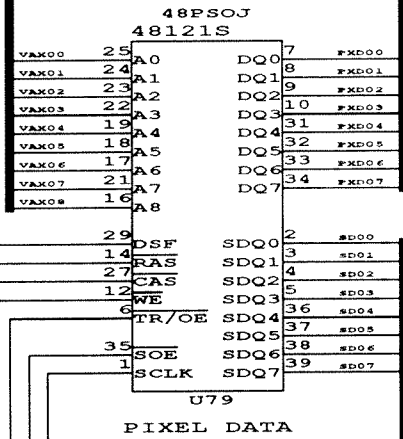 48PSOJ
48121S
VAX00 25 A0 DQ0 7 PXD00
VAX01 24 A1 DQ1 8 PXD01
VAX02 23 A2 DQ2 9 PXD02
VAX03 22 A3 DQ3 10 PXD03
VAX04 19 A4 DQ4 31 PXD04
VAX05 18 A5 DQ5 32 PXD05
VAX06 17 A6 DQ6 33 PXD06
VAX07 21 A7 DQ7 34 PXD07
VAX08 16 A8
29 DSF SDQ0 2 SD00
14 RAS SDQ1 3 SD01
27 CAS SDQ2 4 SD02
12 WE SDQ3 5 SD03
6 TR/OE SDQ4 36 SD04
SDQ5 37 SD05
35 SOE SDQ6 38 SD06
1 SCLK SDQ7 39 SD07
U79
PIXEL DATA